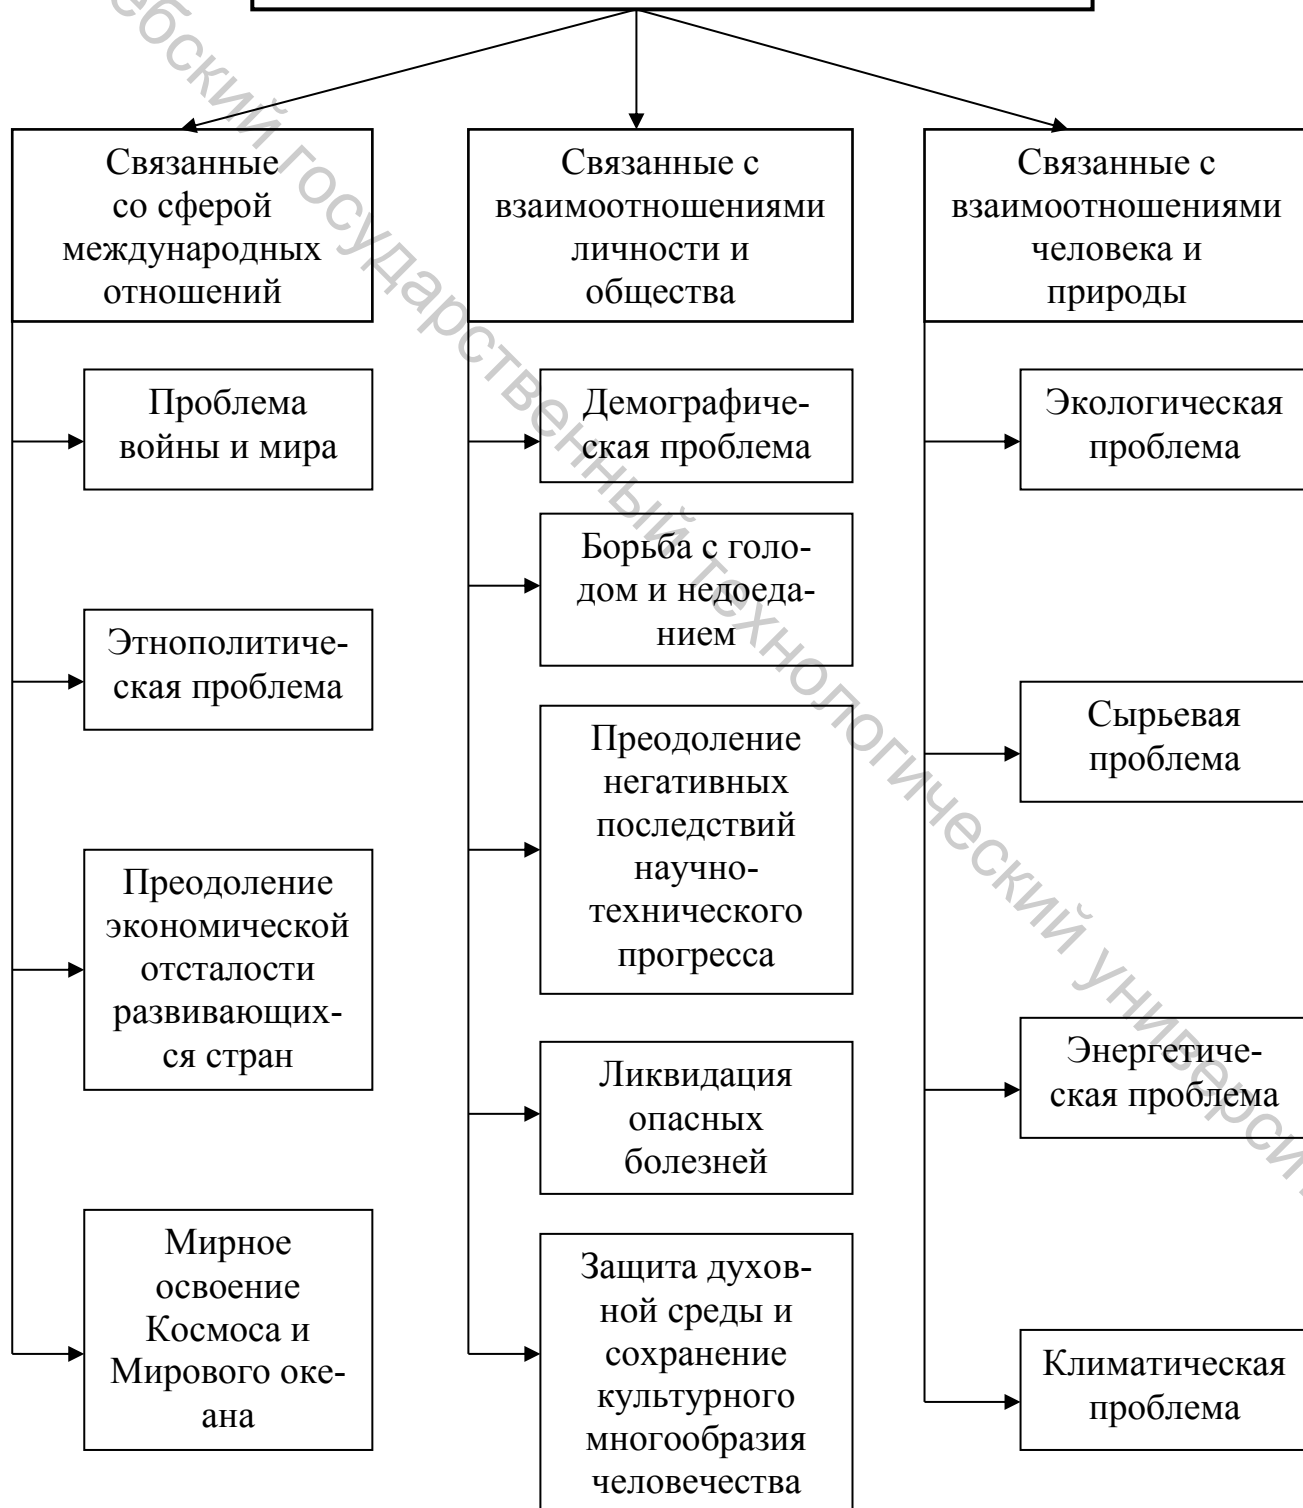 Связанные
со сферой
международных
отношений
Проблема
войны и мира
Этнополитиче-
ская проблема
Преодоление
экономической
отсталости
развивающих-
ся стран
Мирное
освоение
Космоса и
Мирового оке-
ана
Связанные с
взаимоотношениями
личности и
общества
Демографиче-
ская проблема
Борьба с голо-
дом и недоеда-
нием
Преодоление
негативных
последствий
научно-
технического
прогресса
Ликвидация
опасных
болезней
Защита духов-
ной среды и
сохранение
культурного
многообразия
человечества
Связанные с
взаимоотношениями
человека и
природы
Экологическая
проблема
Сырьевая
проблема
Энергетиче-
ская проблема
Климатическая
проблема
государственный технологический